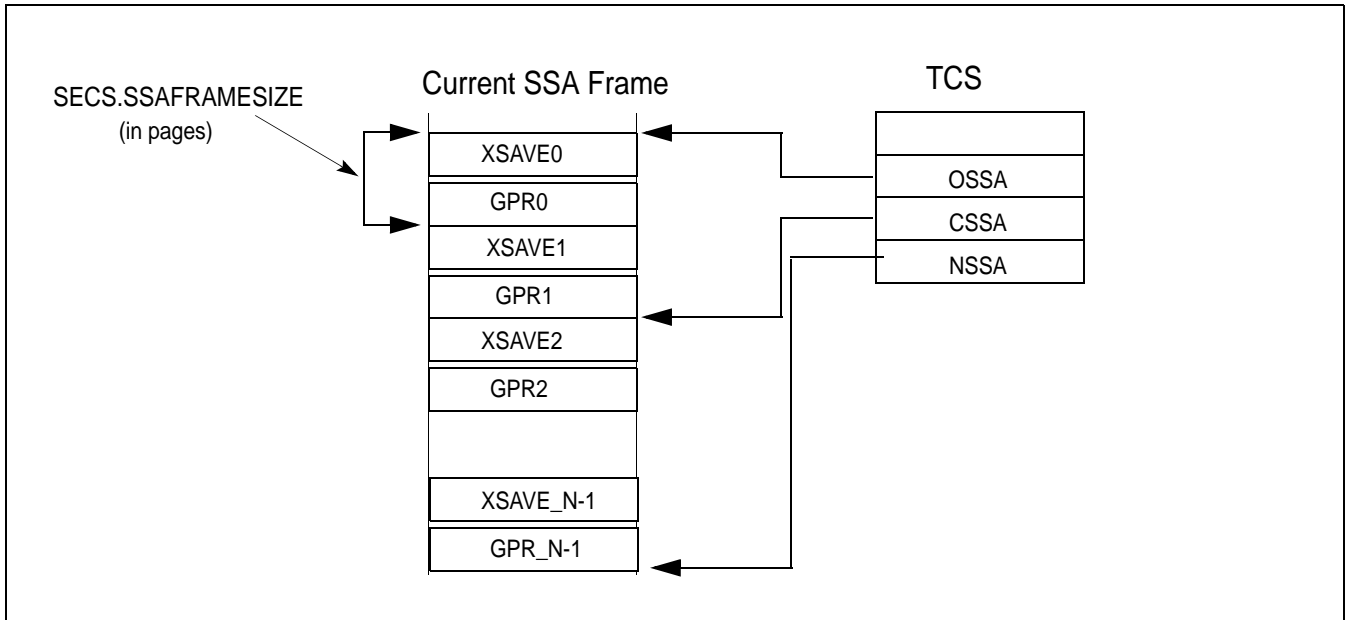 Current SSA Frame
TCS
SECS.SSAFRAMESIZE
(in pages)
XSAVE0
GPR0
XSAVE1
GPR1
XSAVE2
GPR2
XSAVE_N-1
GPR_N-1
OSSA
CSSA
NSSA